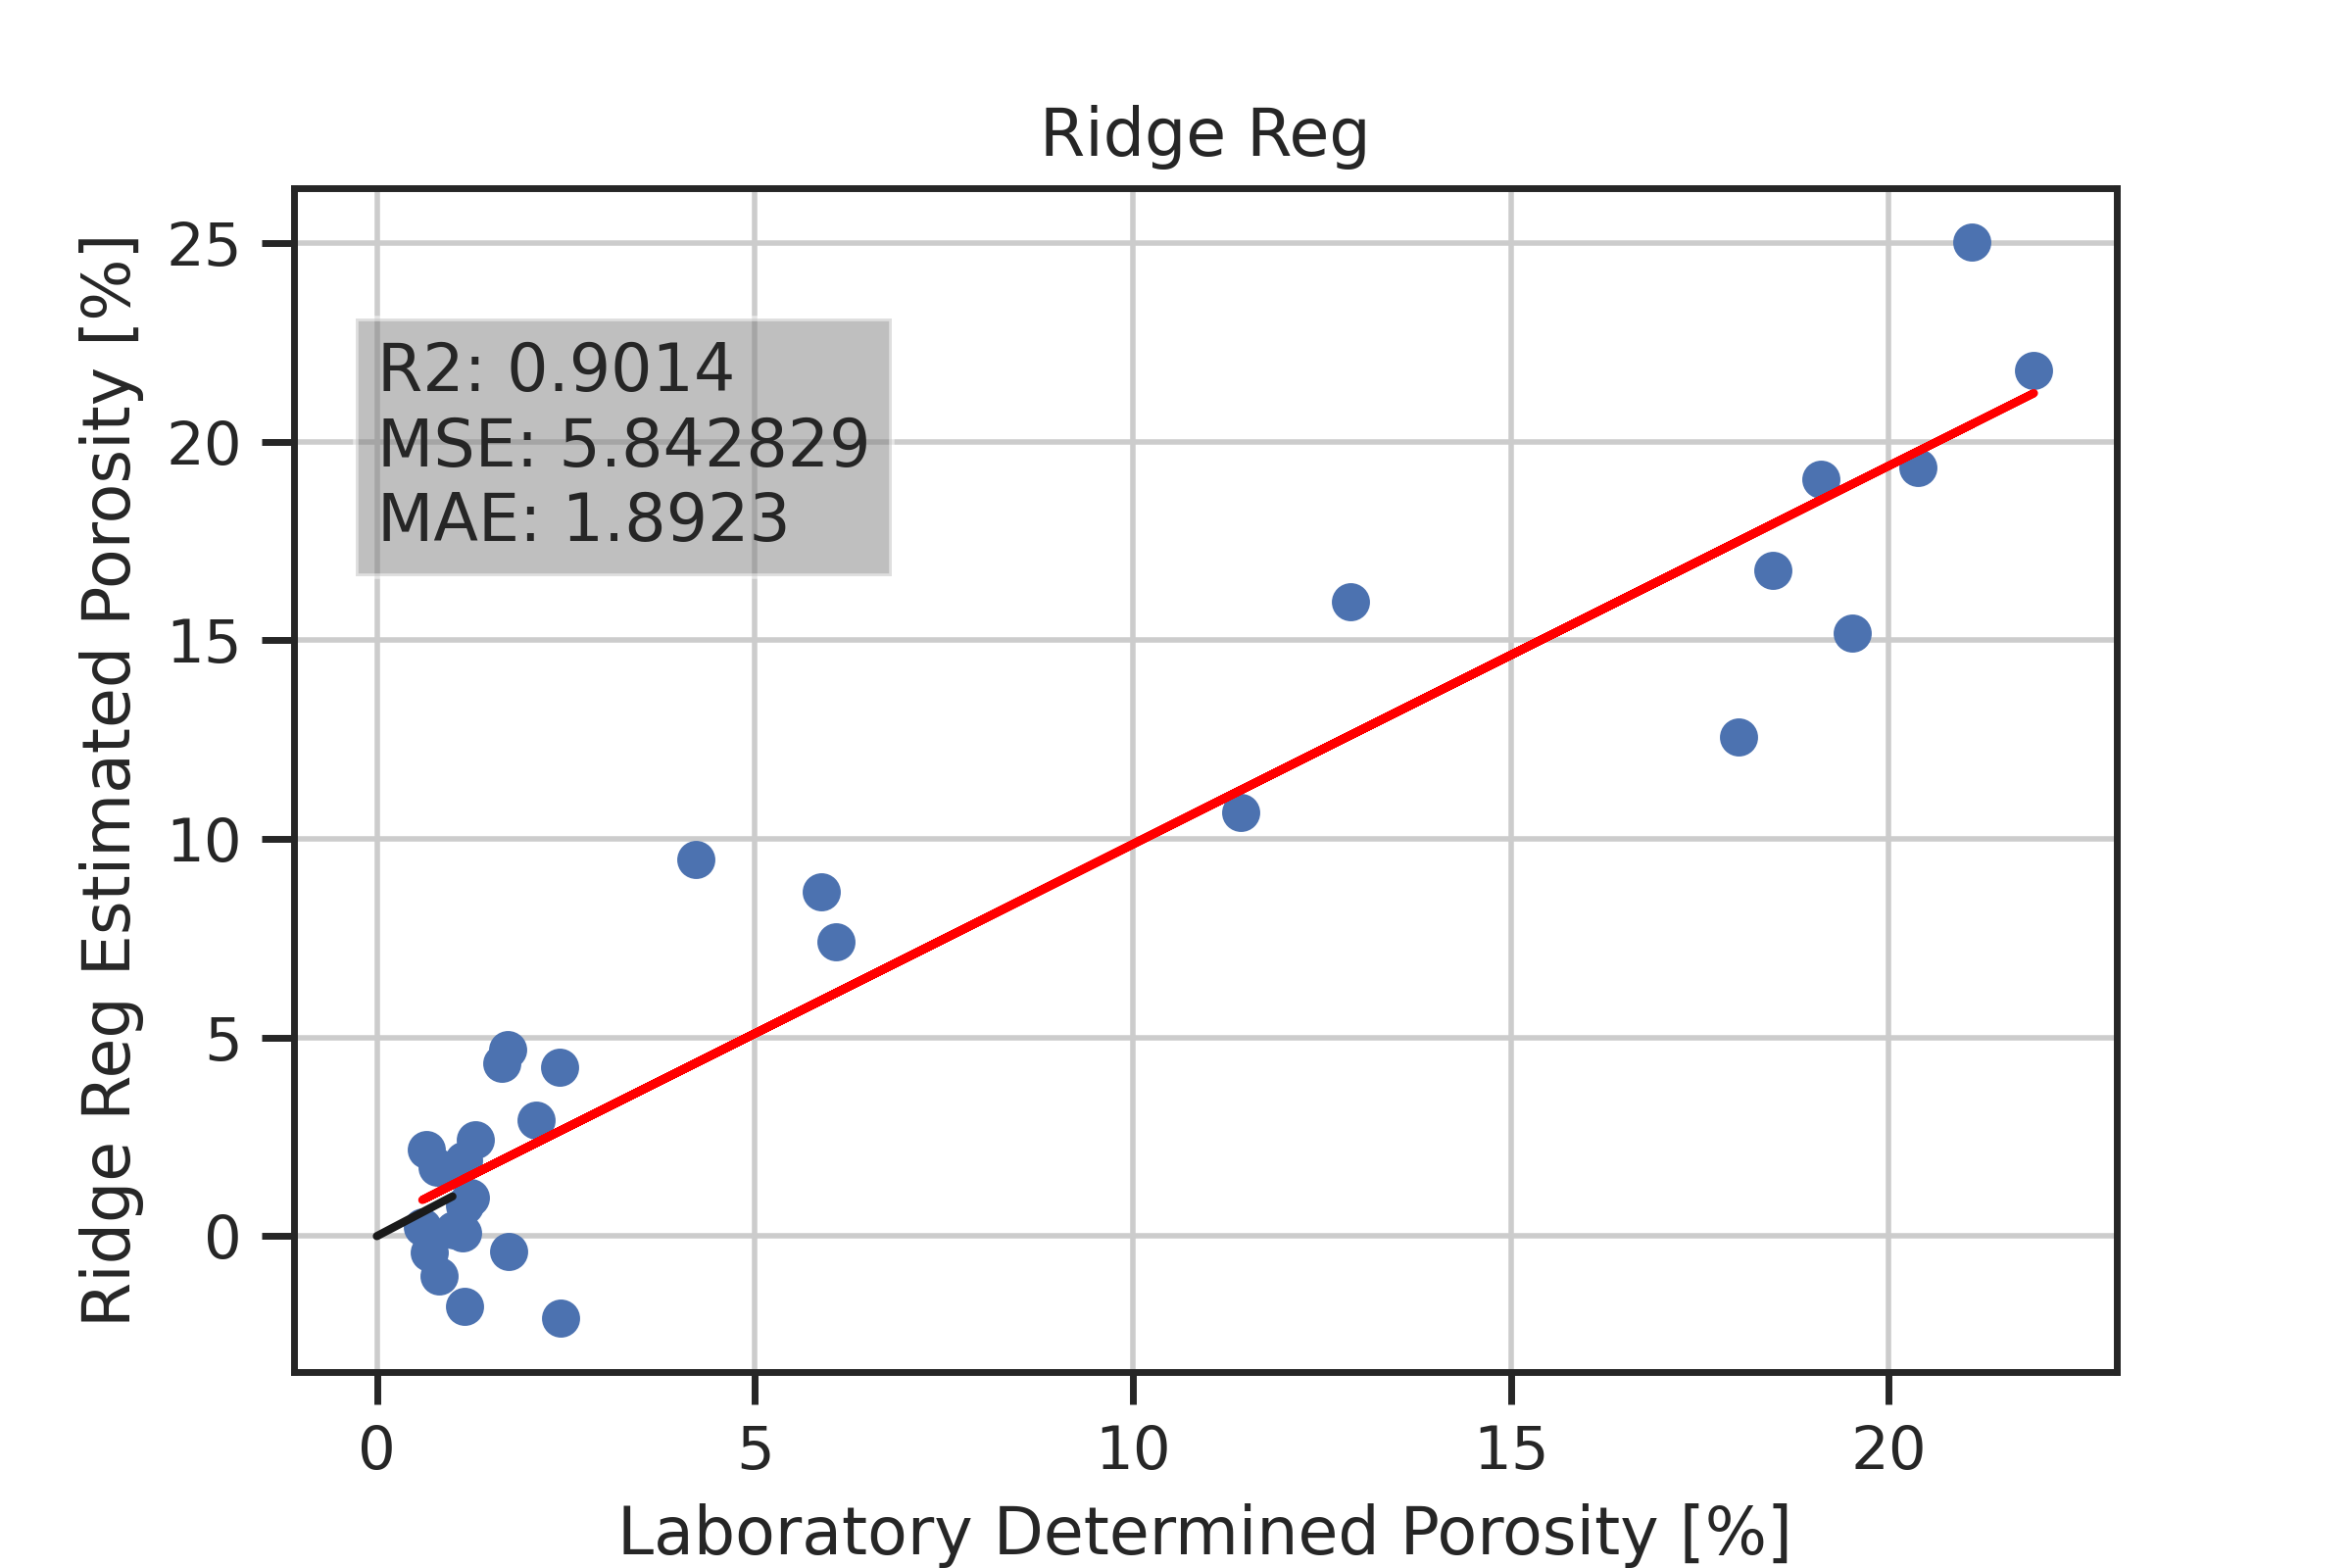 Ridge Reg
Ridge Reg Estimated Porosity [%]
25
20
15
10
5
0
R2: 0.9014
MSE: 5.842829
MAE: 1.8923
0 5 10 15 20
Laboratory Determined Porosity [%]